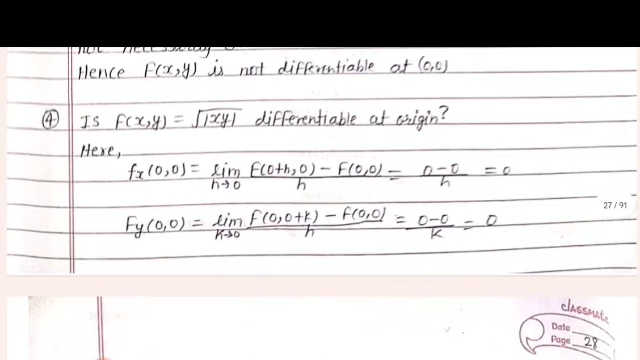 Hence F(x,y) is not differentiable at (0,0)
④ Is F(x,y) = √|xy| differentiable at origin?
Here,
fx(0,0) = lim h→0 F(0+h,0) – F(0,0) / h = 0–0 / h = 0
27 / 91
Fy(0,0) = lim k→0 F(0,0+k) – F(0,0) / h = 0–0 / k = 0
classmate
Date
Page 28